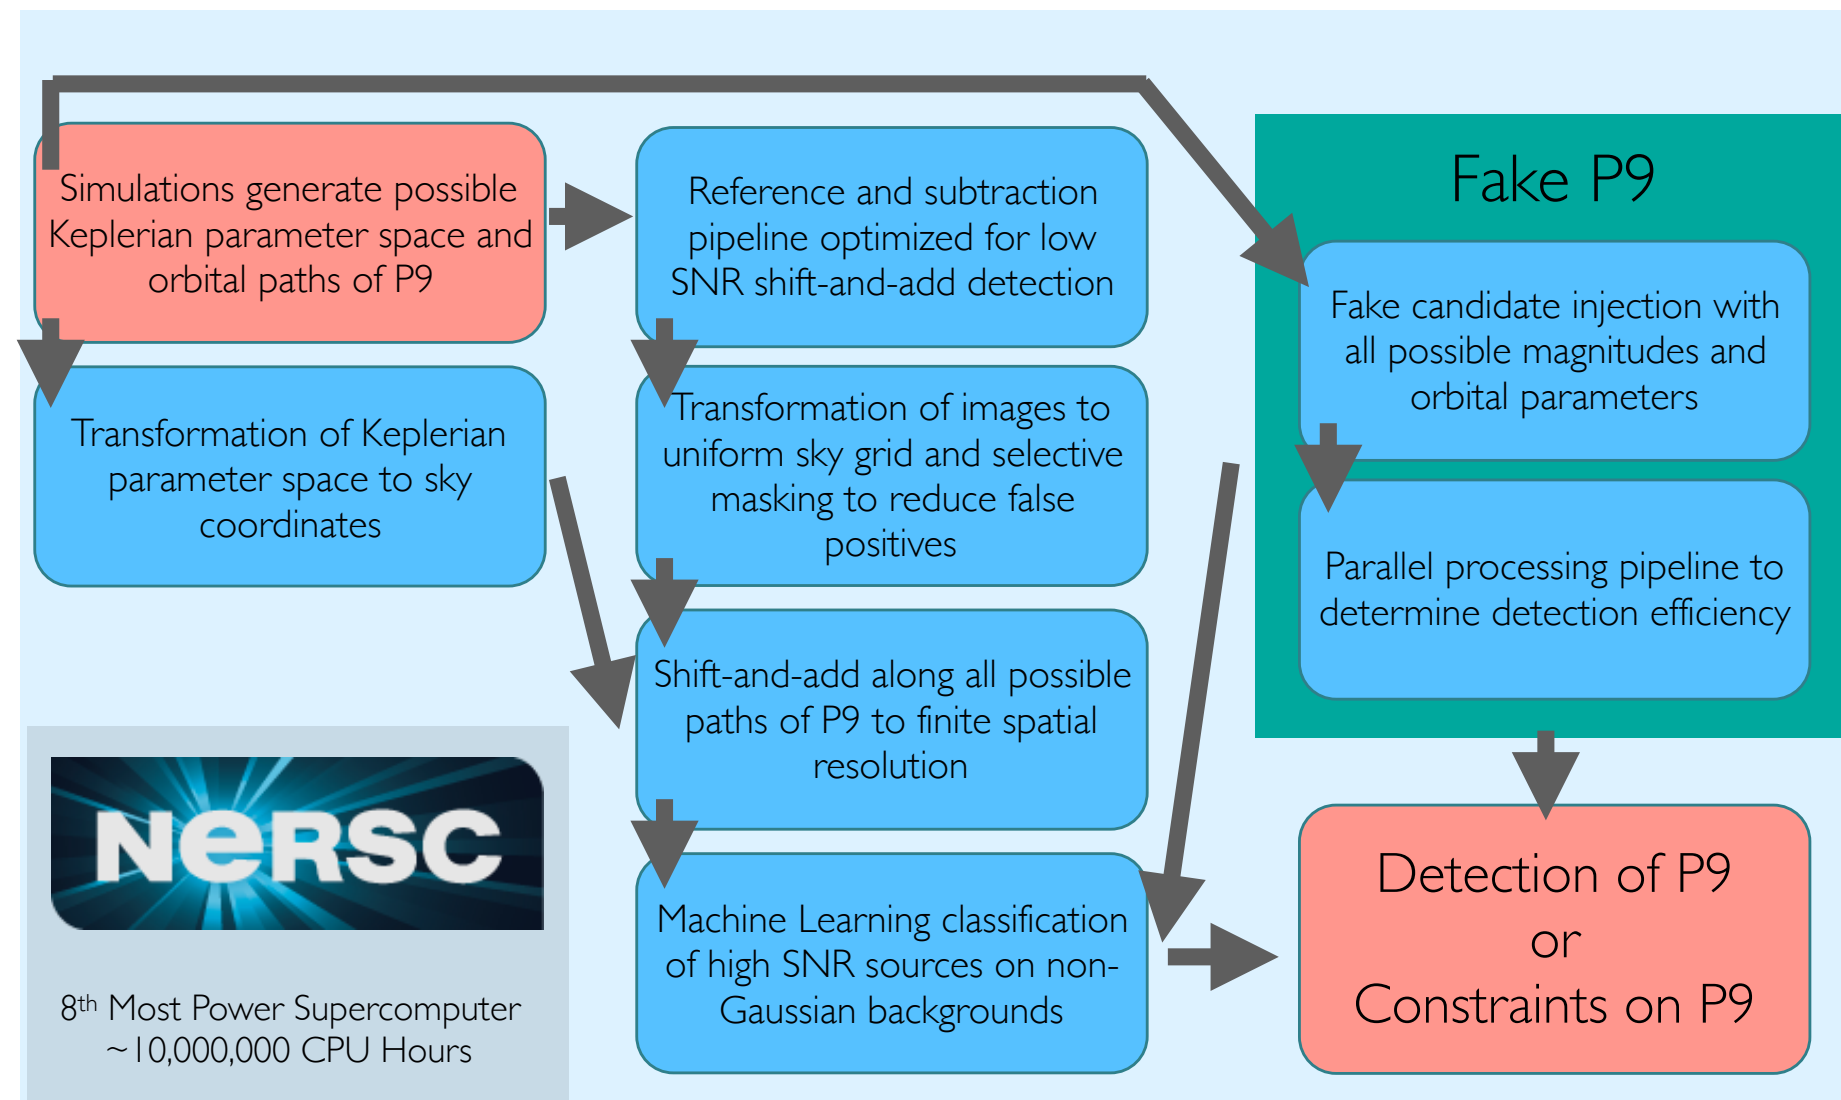 Simulations generate possible
Keplerian parameter space and
orbital paths of P9
Transformation of Keplerian
parameter space to sky
coordinates
Reference and subtraction
pipeline optimized for low
SNR shift-and-add detection
Transformation of images to
uniform sky grid and selective
masking to reduce false
positives
Shift-and-add along all possible
paths of P9 to finite spatial
resolution
Machine Learning classification
of high SNR sources on non-
Gaussian backgrounds
Fake P9
Fake candidate injection with
all possible magnitudes and
orbital parameters
Parallel processing pipeline to
determine detection efficiency
Detection of P9
or
Constraints on P9
NeRSC
8th Most Power Supercomputer
~10,000,000 CPU Hours